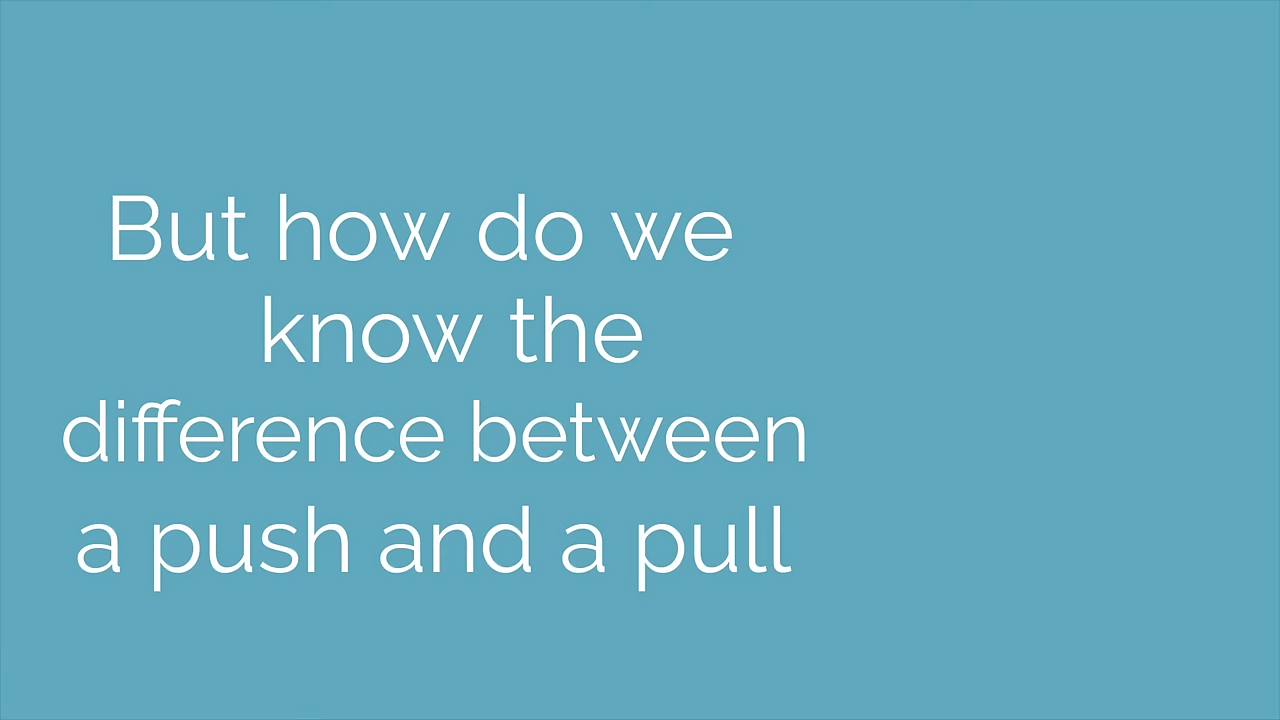 But how do we
know the
difference between
a push and a pull